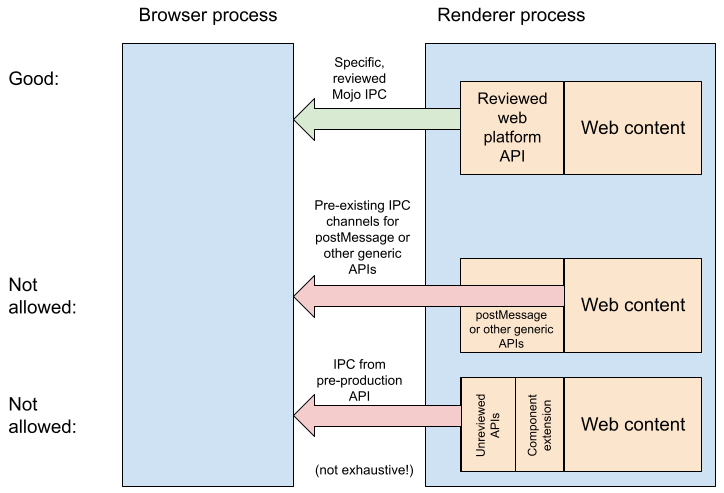 Browser process
Renderer process
Good:
Specific,
reviewed
Mojo IPC
Reviewed
web
platform
API
Web content
Not
allowed:
Pre-existing IPC
channels for
postMessage or
other generic
APIs
postMessage
or other generic
APIs
Web content
Not
allowed:
IPC from
pre-production
API
Unreviewed
APIs
Component
extension
Web content
(not exhaustive!)